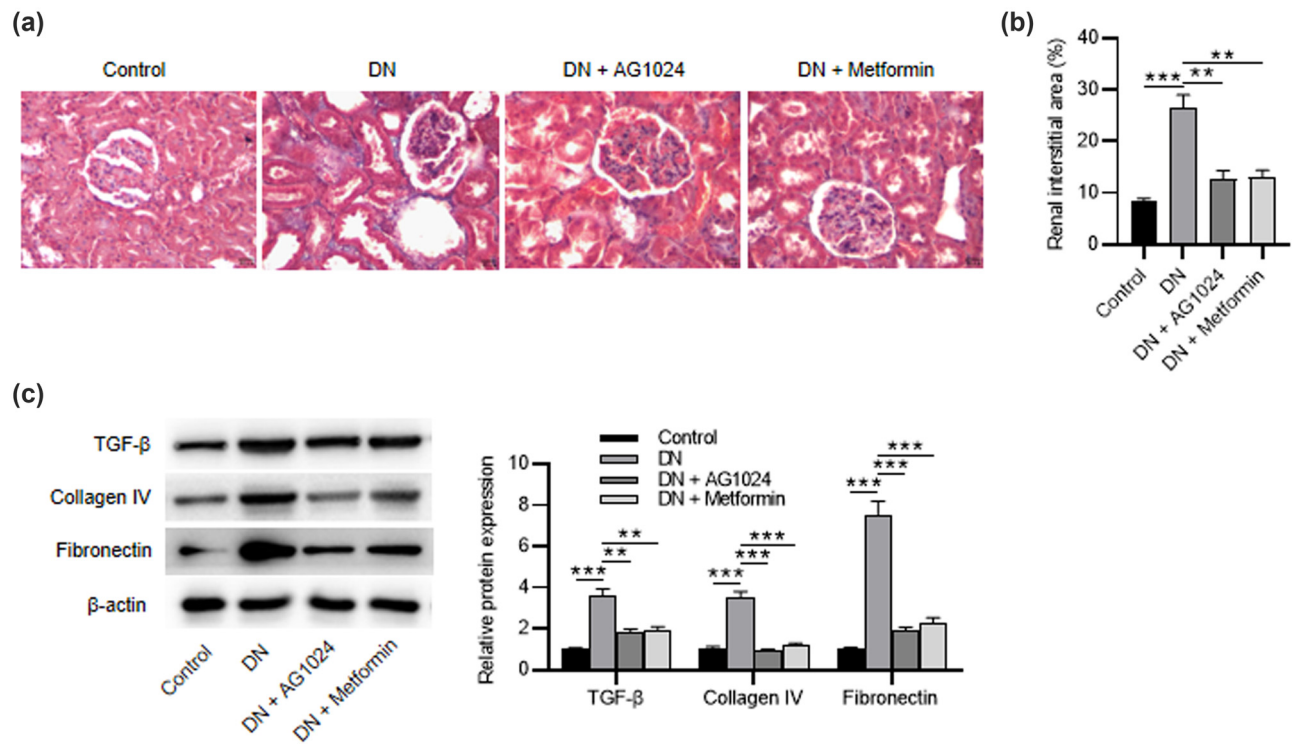 (a)
Control
DN
DN + AG1024
DN + Metformin
(b)
Renal interstitial area (%)
40
30
20
10
0
***
**
**
Control
DN
DN + AG1024
DN + Metformin
(c)
TGF-β
Collagen IV
Fibronectin
β-actin
Control
DN
DN + AG1024
DN + Metformin
Relative protein expression
10
8
6
4
2
0
Control
DN
DN + AG1024
DN + Metformin
***
**
**
***
***
***
***
***
***
TGF-β
Collagen IV
Fibronectin